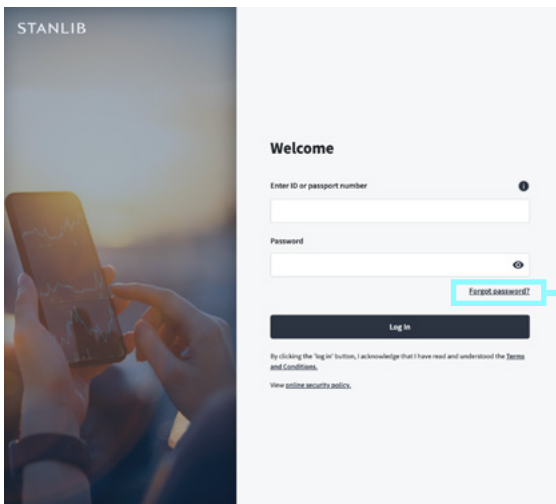 STANLIB
Welcome
Enter ID or passport number
Password
Forgot password?
Log in
By clicking the 'log in' button, I acknowledge that I have read and understood the Terms
and Conditions.
View online security policy.